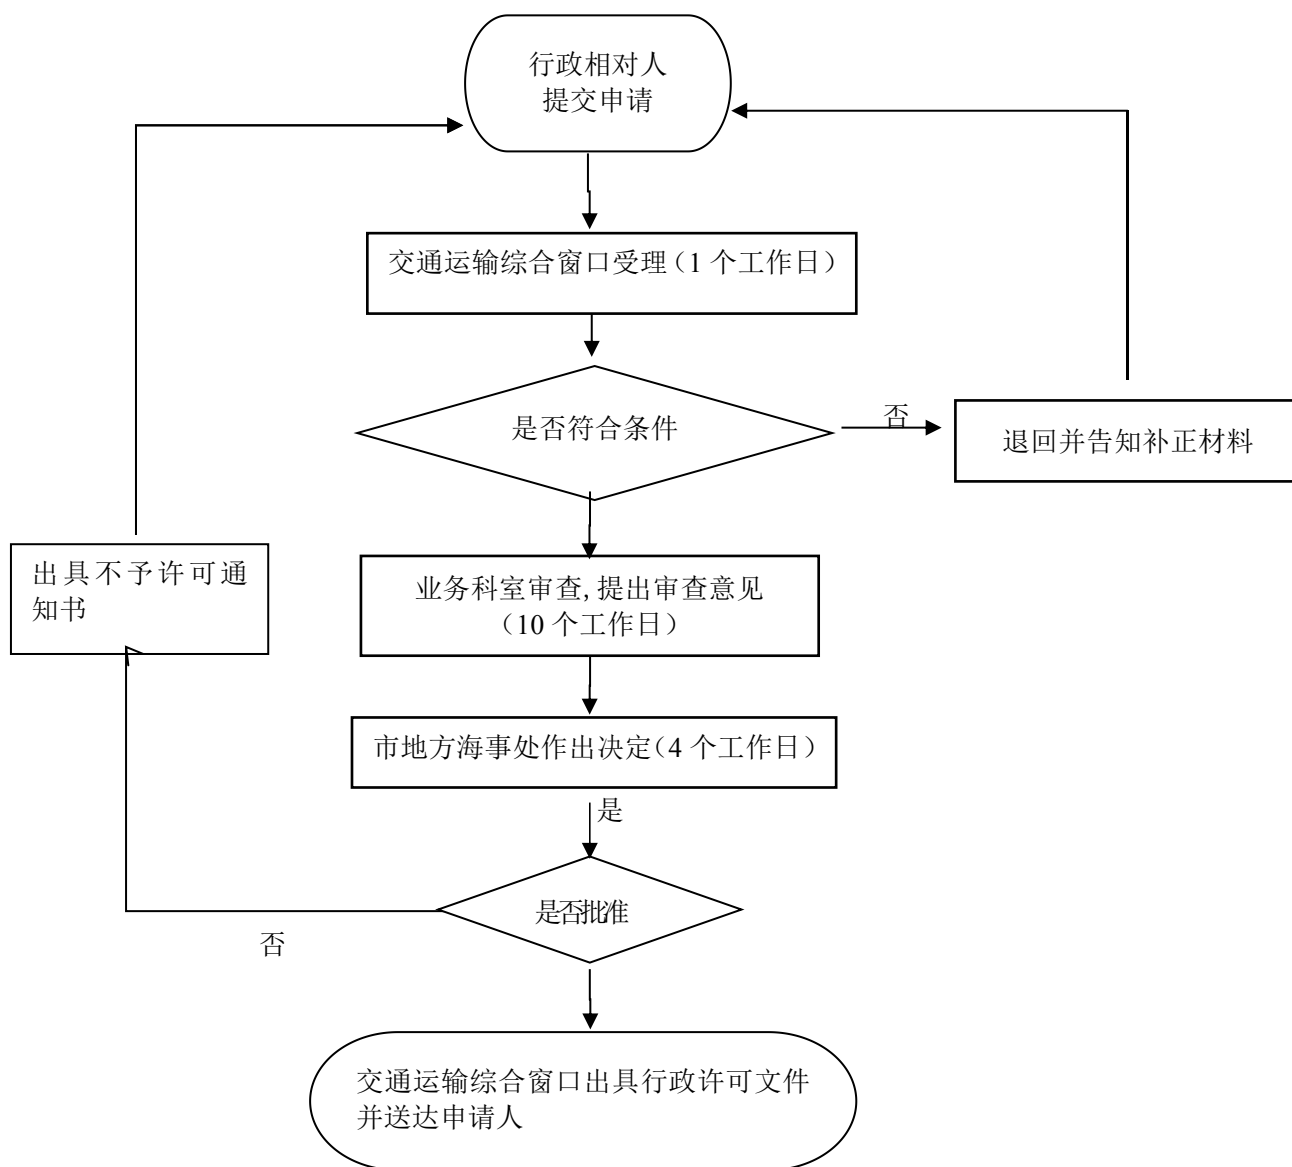 行政相对人
提交申请
交通运输综合窗口受理（1 个工作日）
是否符合条件
否
退回并告知补正材料
出具不予许可通
知书
业务科室审查,提出审查意见
（10 个工作日）
市地方海事处作出决定（4 个工作日）
是
是否批准
否
交通运输综合窗口出具行政许可文件
并送达申请人